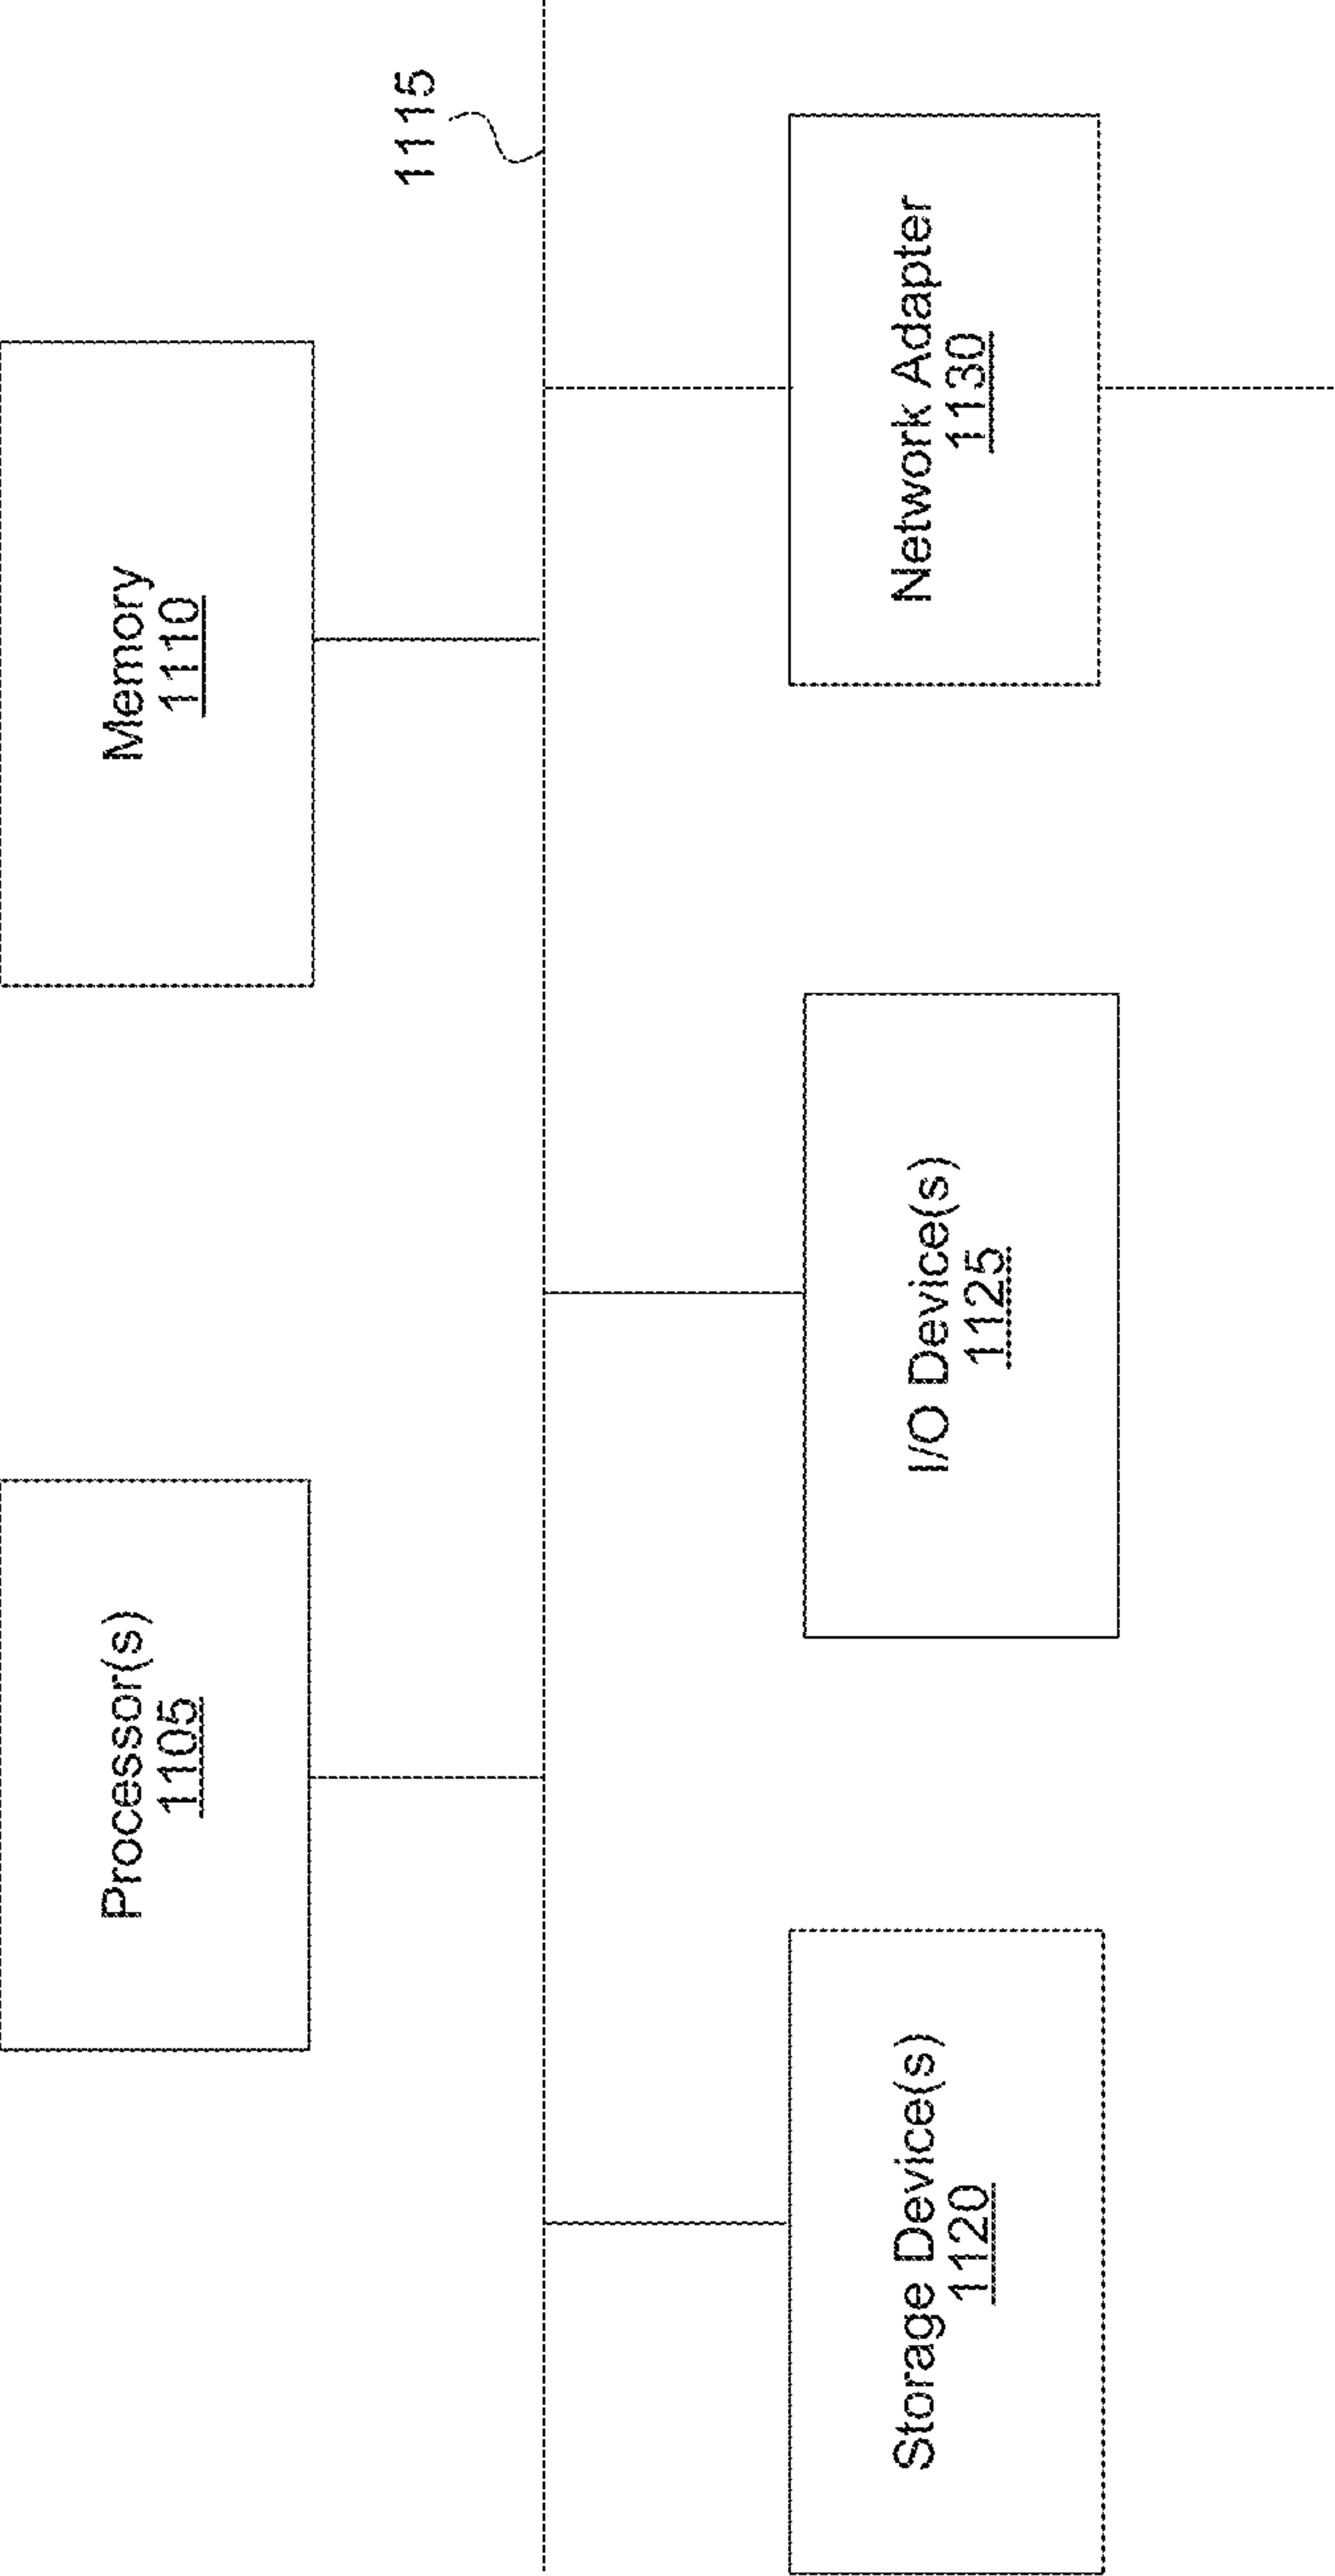 Processor(s)
1105
Memory
1110
1115
Storage Device(s)
1120
I/O Device(s)
1125
Network Adapter
1130